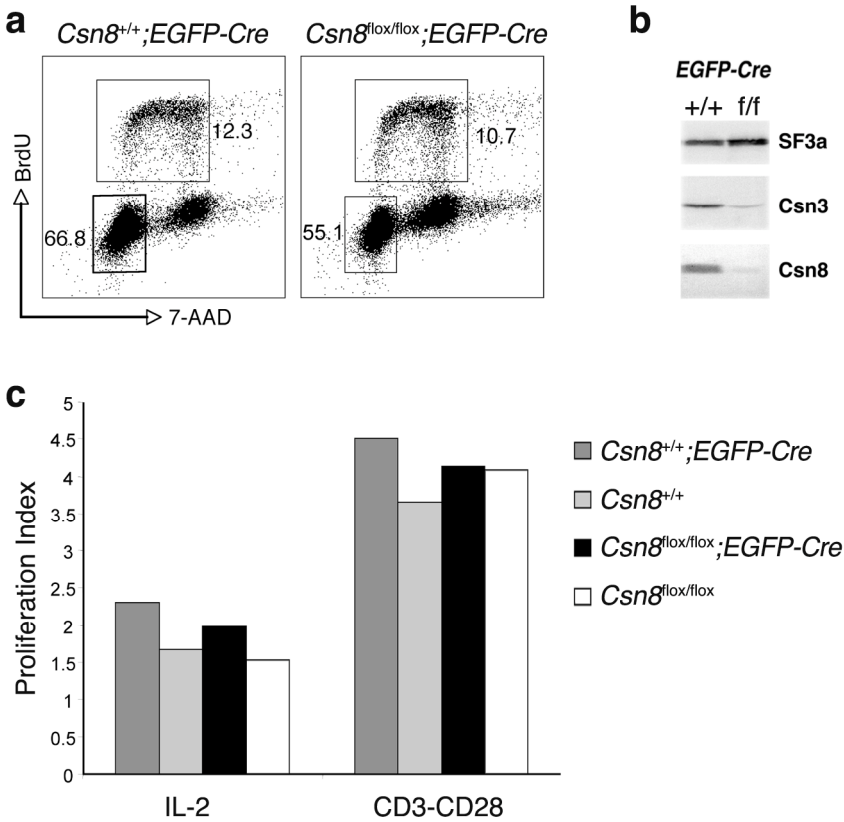 a
Csn8+/+;EGFP-Cre
Csn8flox/flox;EGFP-Cre
12.3
10.7
66.8
55.1
BrdU
7-AAD
b
EGFP-Cre
+/+ f/f
SF3a
Csn3
Csn8
c
Proliferation Index
5
4.5
4
3.5
3
2.5
2
1.5
1
0.5
0
IL-2
CD3-CD28
Csn8+/+;EGFP-Cre
Csn8+/+
Csn8flox/flox;EGFP-Cre
Csn8flox/flox